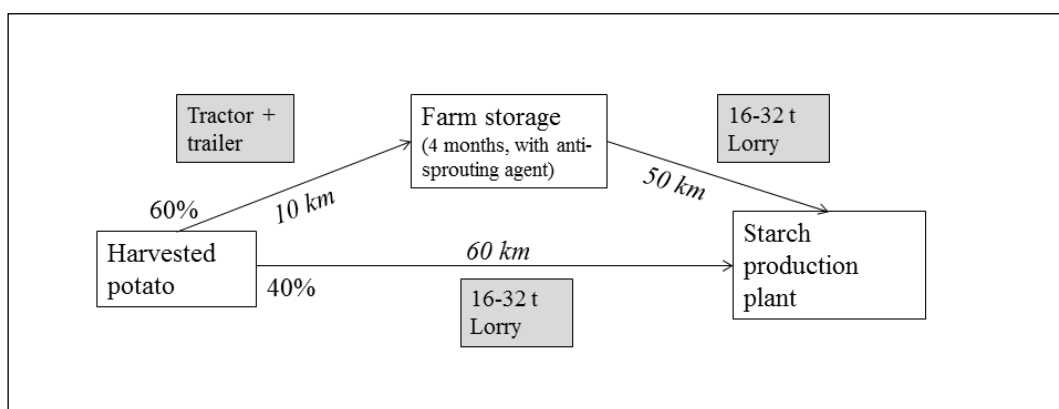 Tractor +
trailer
Farm storage
(4 months, with anti-
sprouting agent)
16-32 t
Lorry
10 km
50 km
60%
Harvested
potato
60 km
40%
16-32 t
Lorry
Starch
production
plant